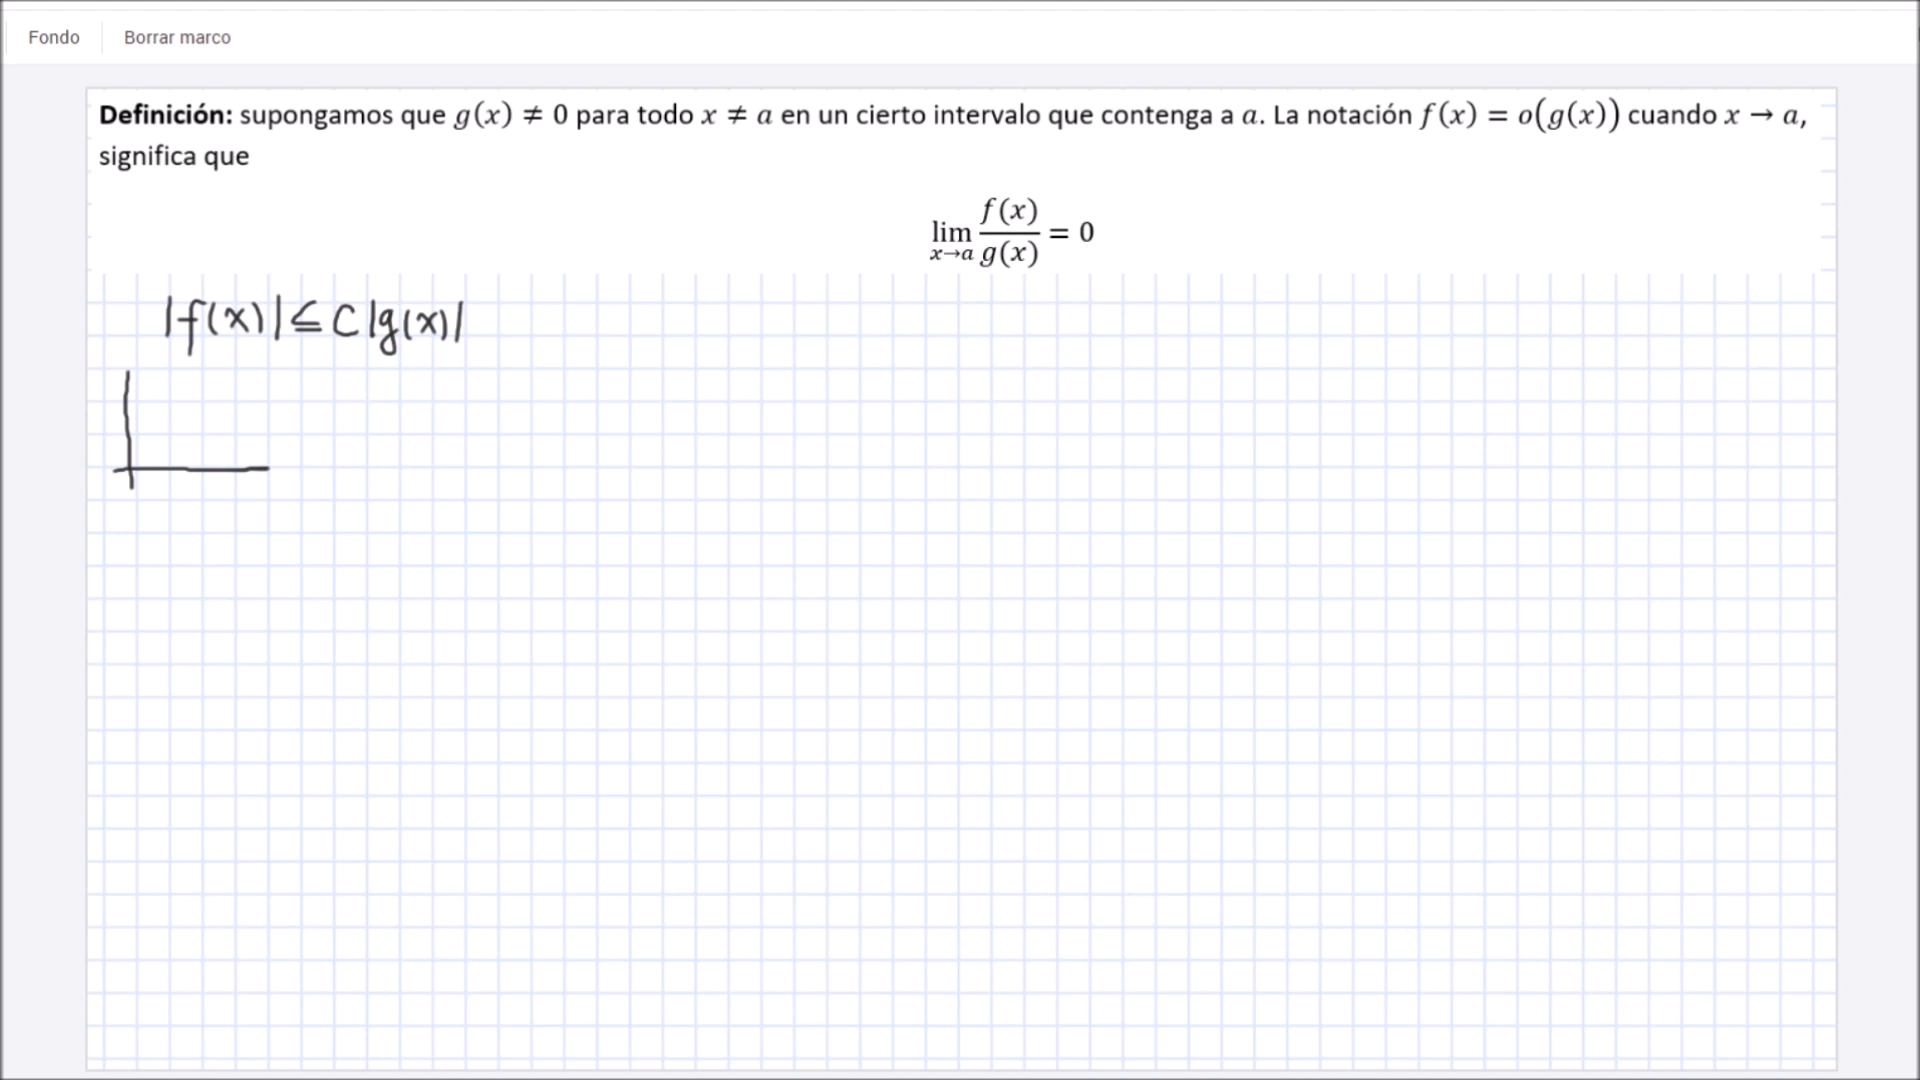 Fondo Borrar marco
Definición: supongamos que g(x) ≠ 0 para todo x ≠ a en un cierto intervalo que contenga a a. La notación f(x) = o(g(x)) cuando x → a,
significa que
lim x→a f(x)/g(x) = 0
|f(x)| ≤ C|g(x)|